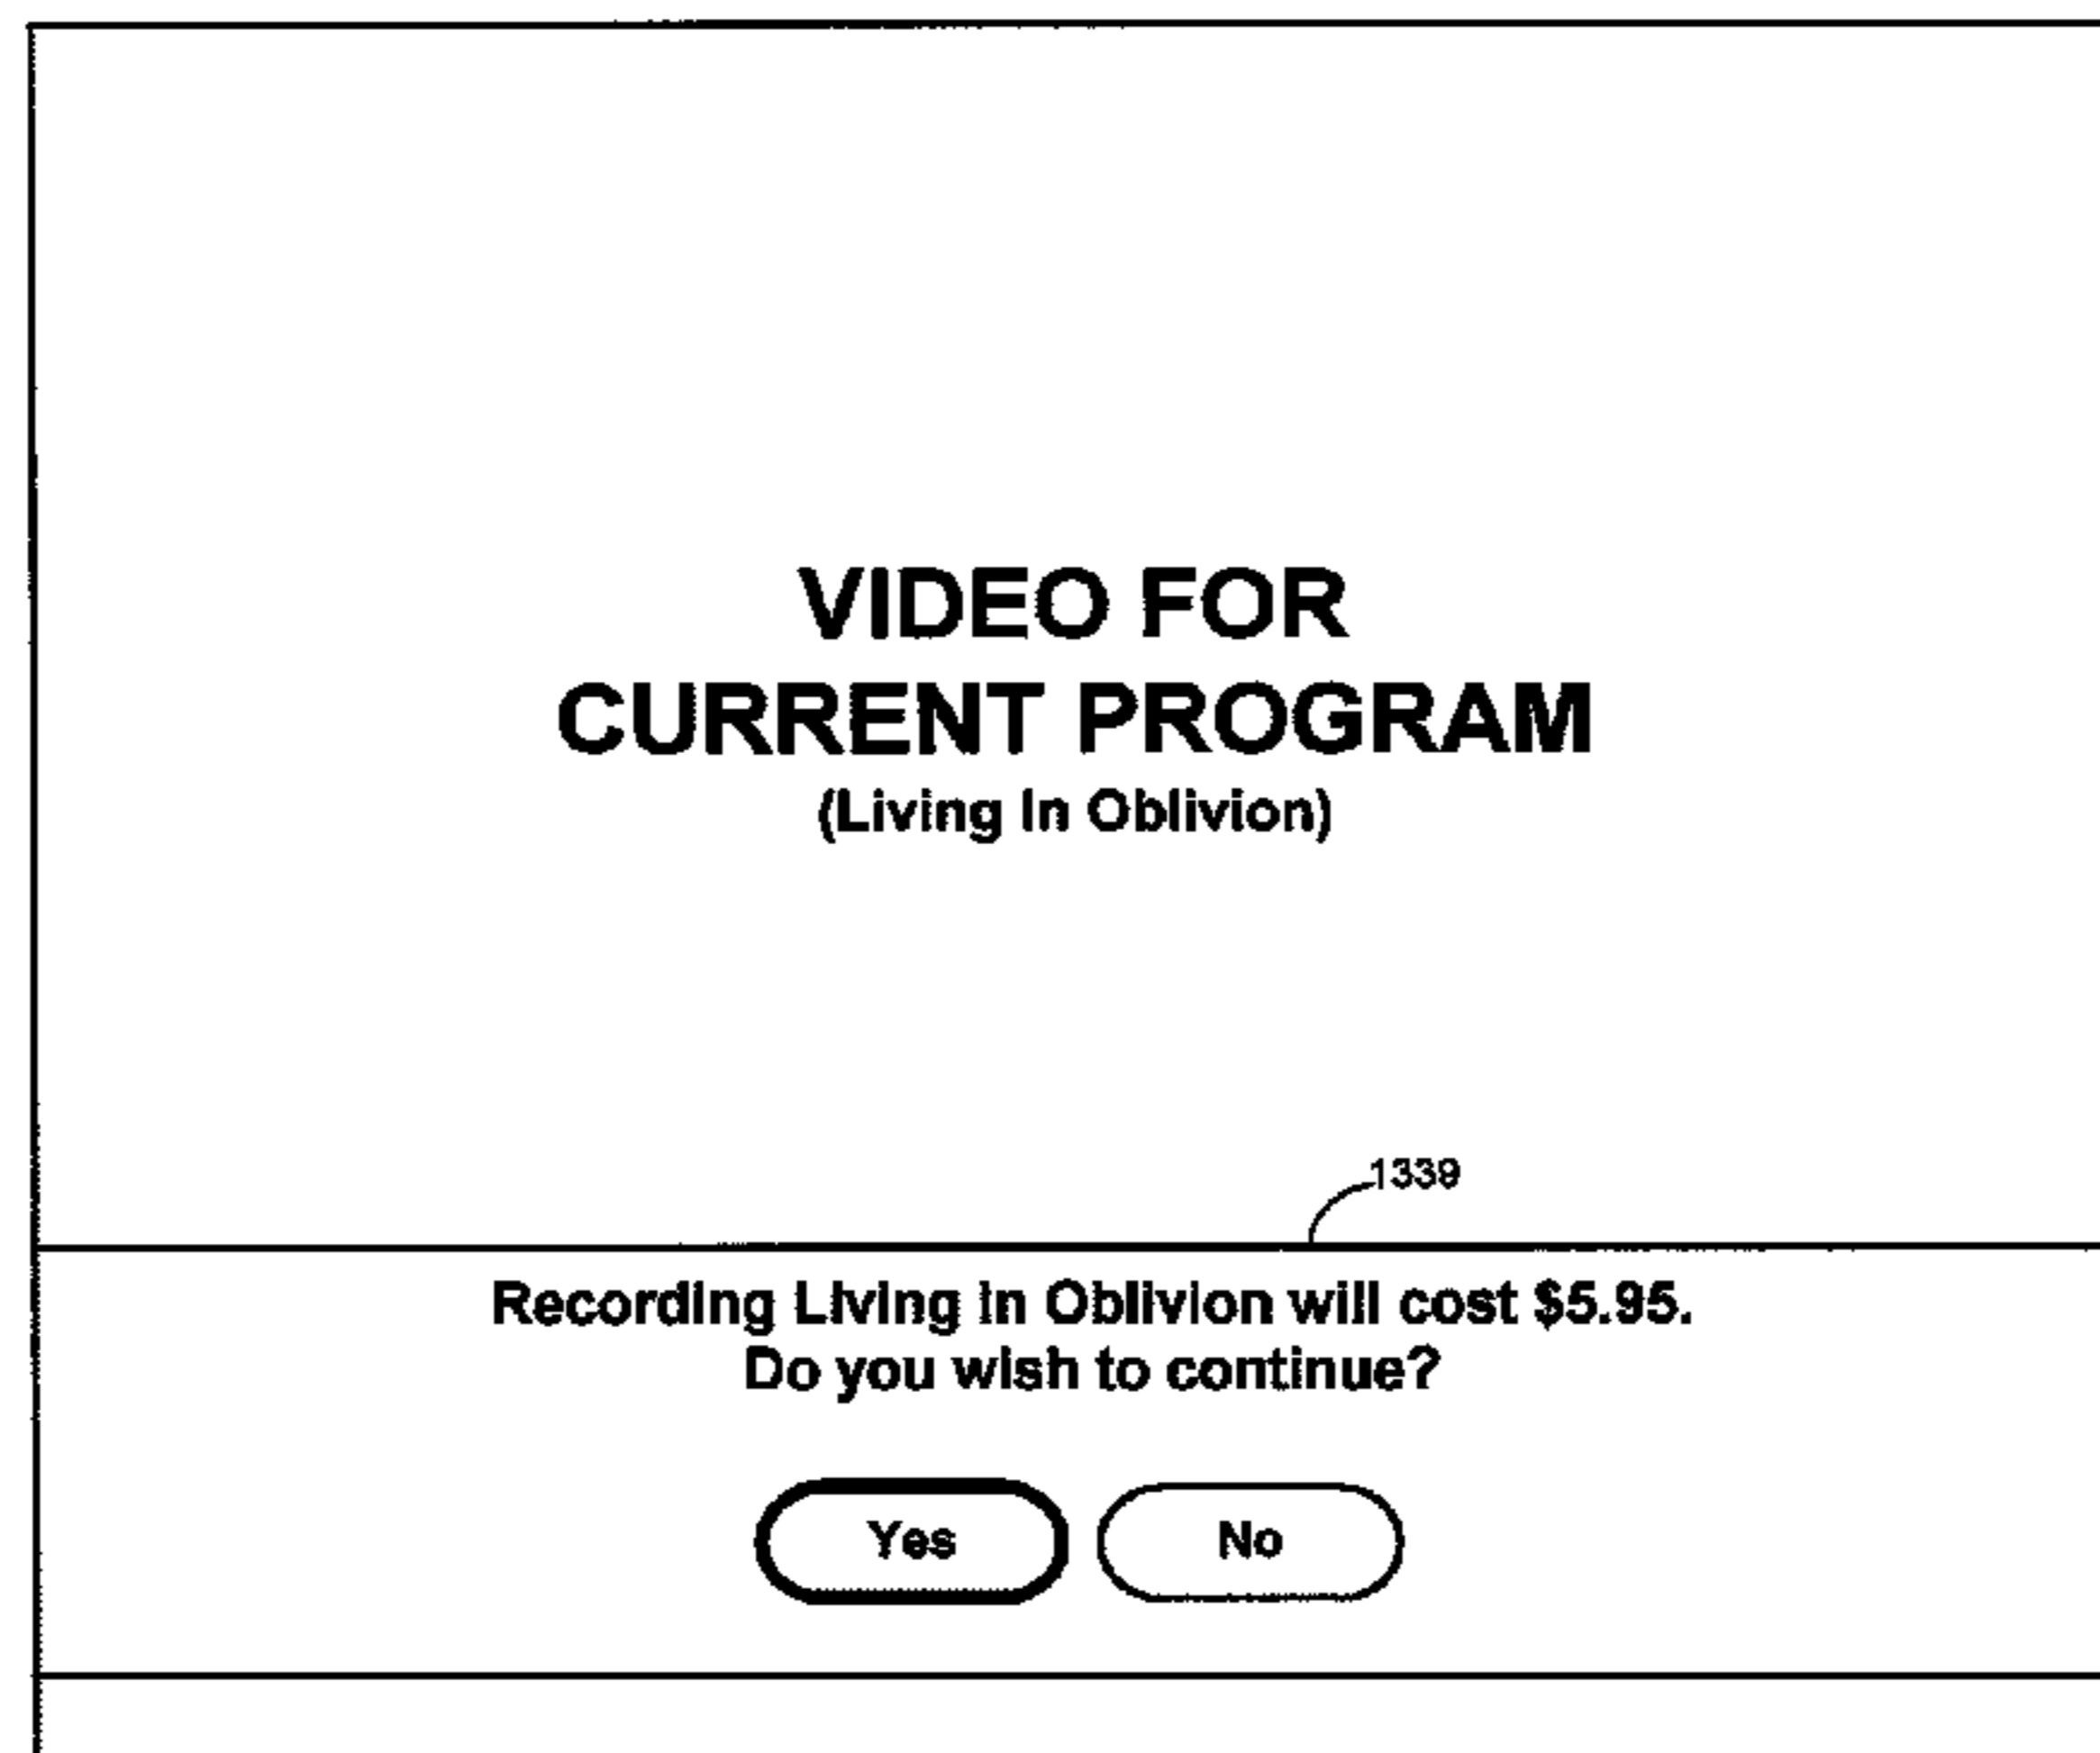 VIDEO FOR
CURRENT PROGRAM
(Living In Oblivion)
1339
Recording Living In Oblivion will cost $5.95.
Do you wish to continue?
Yes No